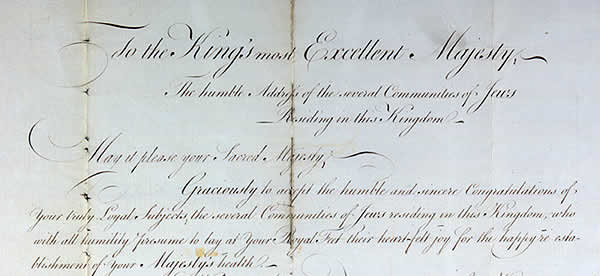 To the King's most Excellent Majesty,
The humble Address of the several Communities of Jews
Residing in this Kingdom
May it please your Sacred Majesty,
Graciously to accept the humble and sincere Congratulations of
Your truly Loyal Subjects, the several Communities of Jews residing in this Kingdom, who
with all humility presume to lay at Your Royal Feet their heart-felt joy for the happy re-esta
blishment of your Majesty's health